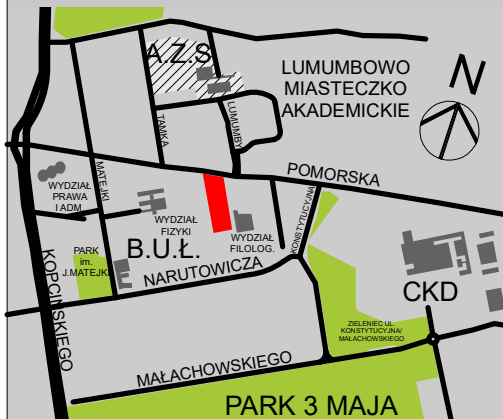 A.Z.S
LUMUMBOWO
MIASTECZKO
AKADEMICKIE
N
TAMKA
LUMUMBY
MATEJKI
POMORSKA
WYDZIAŁ
PRAWA
I ADM.
WYDZIAŁ
FIZYKI
WYDZIAŁ
FILOLOG.
KONSTYTUCYJNA
B.U.Ł.
PARK
im.
J.MATEJKI
NARUTOWICZA
KOPCIŃSKIEGO
CKD
ZIELENIEC UL.
KONSTYTUCYJNA/
MAŁACHOWSKIEGO
MAŁACHOWSKIEGO
PARK 3 MAJA